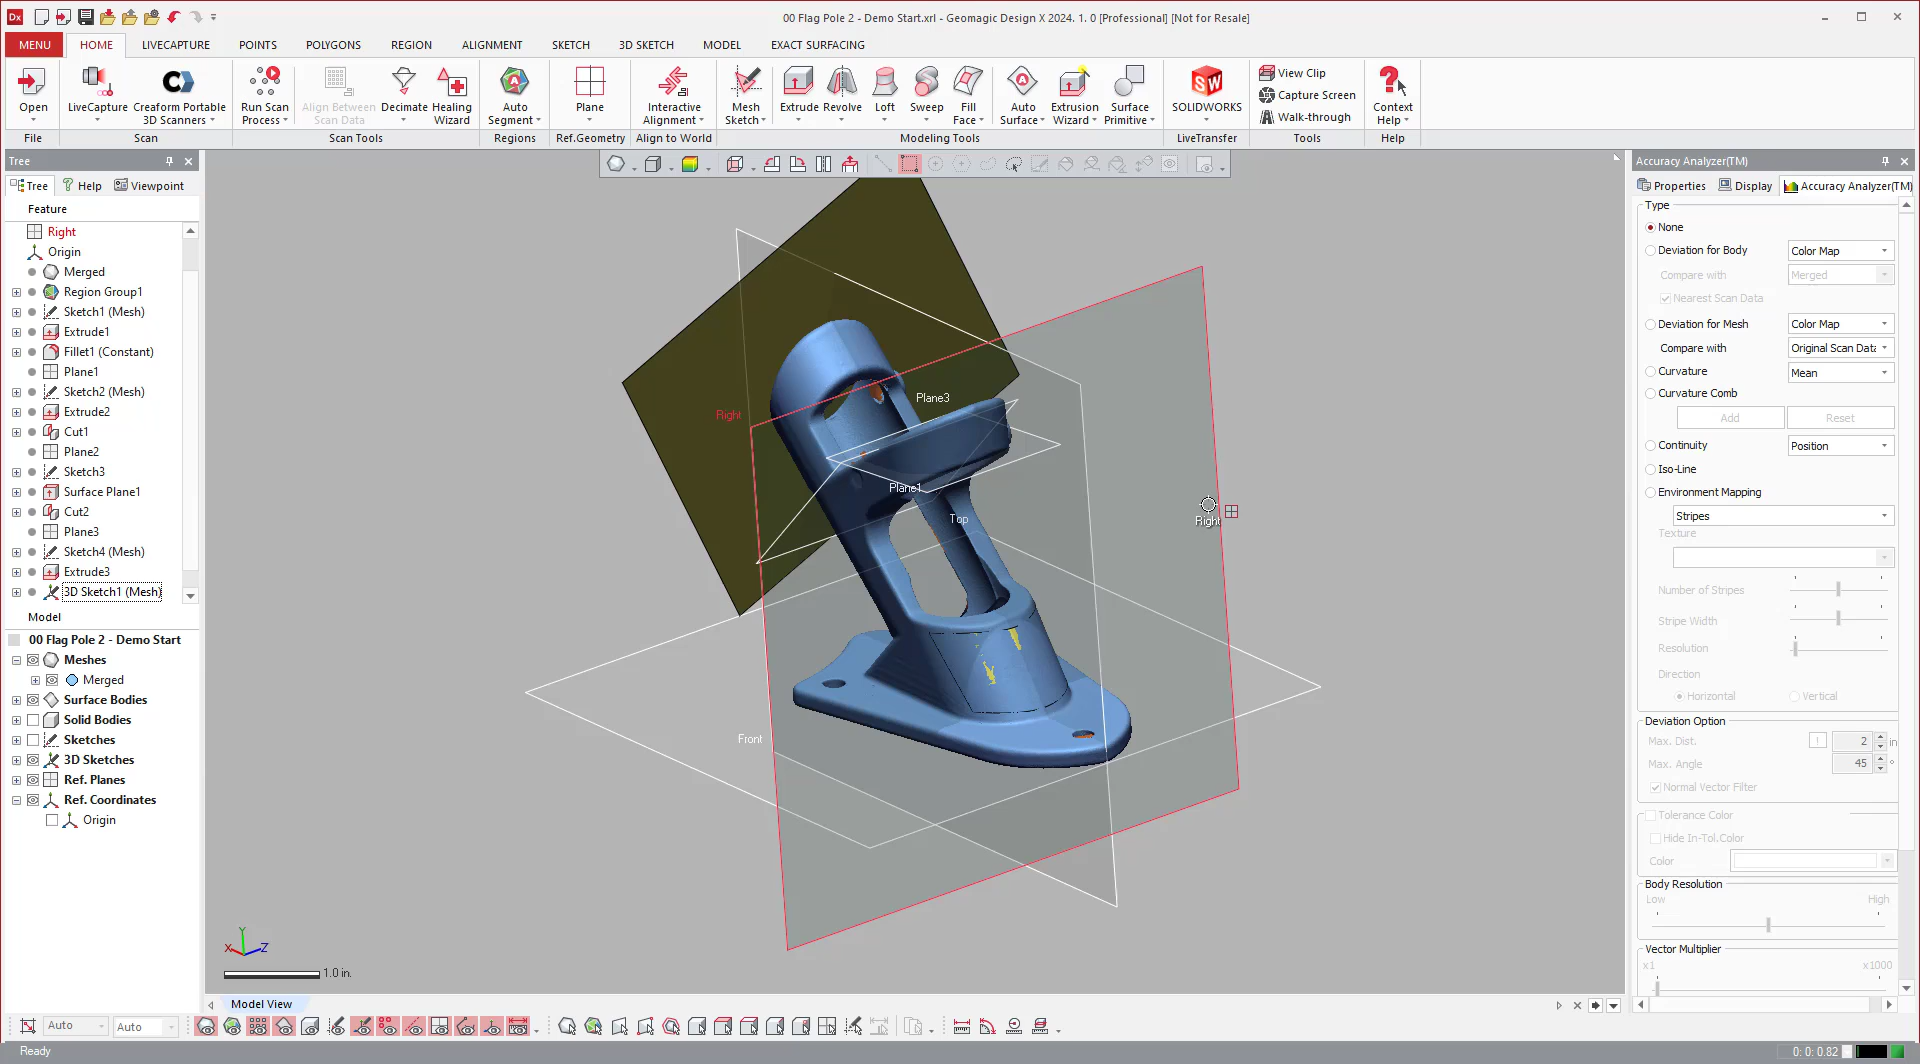 Dx
00 Flag Pole 2 - Demo Start.xrl - Geomagic Design X 2024. 1. 0 [Professional] [Not for Resale]
MENU HOME LIVECAPTURE POINTS POLYGONS REGION ALIGNMENT SKETCH 3D SKETCH MODEL EXACT SURFACING
Open
LiveCapture
Creaform Portable
3D Scanners
Run Scan
Process
Align Between
Scan Data
Decimate
Healing
Wizard
Auto
Segment
Plane
Interactive
Alignment
Mesh
Sketch
Extrude
Revolve
Loft
Sweep
Fill
Face
Auto
Surface
Extrusion
Wizard
Surface
Primitive
SW
SOLIDWORKS
View Clip
Capture Screen
Walk-through
Context
Help
File Scan Scan Tools Regions Ref.Geometry Align to World Modeling Tools LiveTransfer Tools Help
Tree
Tree Help Viewpoint
Feature
Right
Origin
Merged
Region Group1
Sketch1 (Mesh)
Extrude1
Fillet1 (Constant)
Plane1
Sketch2 (Mesh)
Extrude2
Cut1
Plane2
Sketch3
Surface Plane1
Cut2
Plane3
Sketch4 (Mesh)
Extrude3
3D Sketch1 (Mesh)
Model
00 Flag Pole 2 - Demo Start
Meshes
Merged
Surface Bodies
Solid Bodies
Sketches
3D Sketches
Ref. Planes
Ref. Coordinates
Origin
Right
Plane3
Plane1
Top
Right
Front
Y
X
Z
1.0 in.
Model View
Accuracy Analyzer(TM)
Properties Display Accuracy Analyzer(TM)
Type
None
Deviation for Body Color Map
Compare with Merged
Nearest Scan Data
Deviation for Mesh Color Map
Compare with Original Scan Data
Curvature Mean
Curvature Comb
Add Reset
Continuity Position
Iso-Line
Environment Mapping
Stripes
Texture
Number of Stripes
Stripe Width
Resolution
Direction
Horizontal Vertical
Deviation Option
Max. Dist. ! 2 in
Max. Angle 45 °
Normal Vector Filter
Tolerance Color
Hide In-Tol.Color
Color
Body Resolution
Low High
Vector Multiplier
x1 x1000
Auto Auto
Ready
0: 0: 0.82